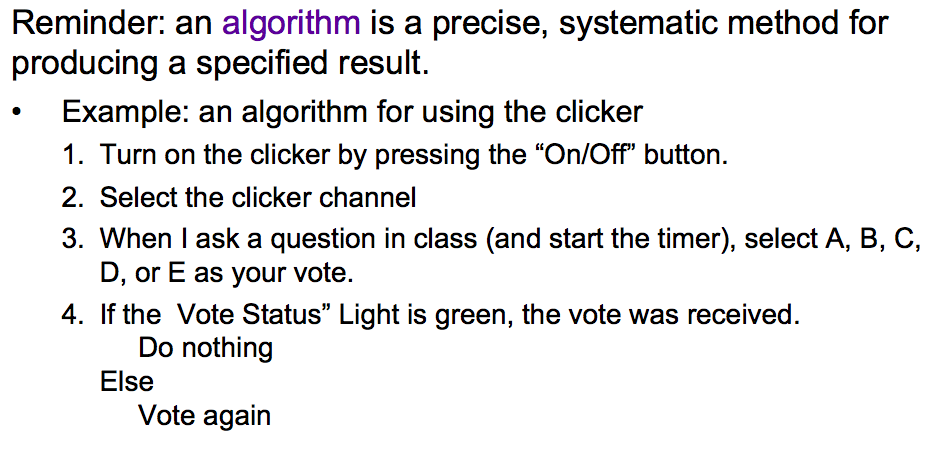 Reminder: an algorithm is a precise, systematic method for
producing a specified result.
• Example: an algorithm for using the clicker
1. Turn on the clicker by pressing the “On/Off” button.
2. Select the clicker channel
3. When I ask a question in class (and start the timer), select A, B, C,
D, or E as your vote.
4. If the  Vote Status” Light is green, the vote was received.
Do nothing
Else
Vote again